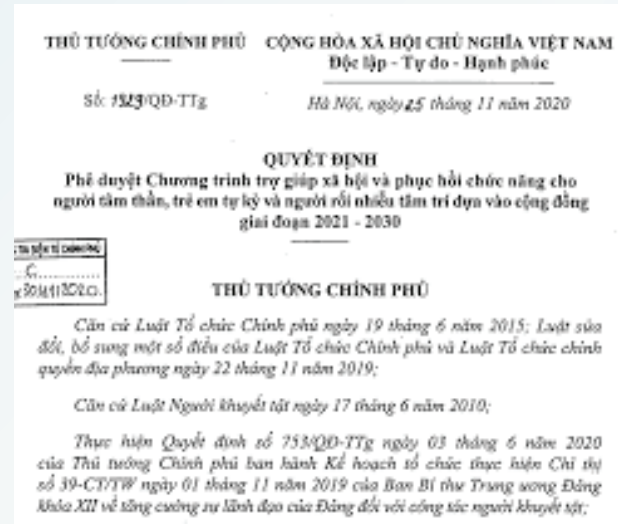 THỦ TƯỚNG CHÍNH PHỦ
CỘNG HÒA XÃ HỘI CHỦ NGHĨA VIỆT NAM
Độc lập - Tự do - Hạnh phúc
Số: 1929/QĐ-TTg
Hà Nội, ngày 25 tháng 11 năm 2020
QUYẾT ĐỊNH
Phê duyệt Chương trình trợ giúp xã hội và phục hồi chức năng cho
người tâm thần, trẻ em tự kỷ và người rối nhiễu tâm trí dựa vào cộng đồng
giai đoạn 2021 - 2030
C
THỦ TƯỚNG CHÍNH PHỦ
Căn cứ Luật Tổ chức Chính phủ ngày 19 tháng 6 năm 2015; Luật sửa
đổi, bổ sung một số điều của Luật Tổ chức Chính phủ và Luật Tổ chức chính
quyền địa phương ngày 22 tháng 11 năm 2019;
Căn cứ Luật Người khuyết tật ngày 17 tháng 6 năm 2010;
Thực hiện Quyết định số 753/QĐ-TTg ngày 03 tháng 6 năm 2020
của Thủ tướng Chính phủ ban hành Kế hoạch tổ chức thực hiện Chỉ thị
số 39-CT/TW ngày 01 tháng 11 năm 2019 của Ban Bí thư Trung ương Đảng
khóa XII về tăng cường sự lãnh đạo của Đảng đối với công tác người khuyết tật;